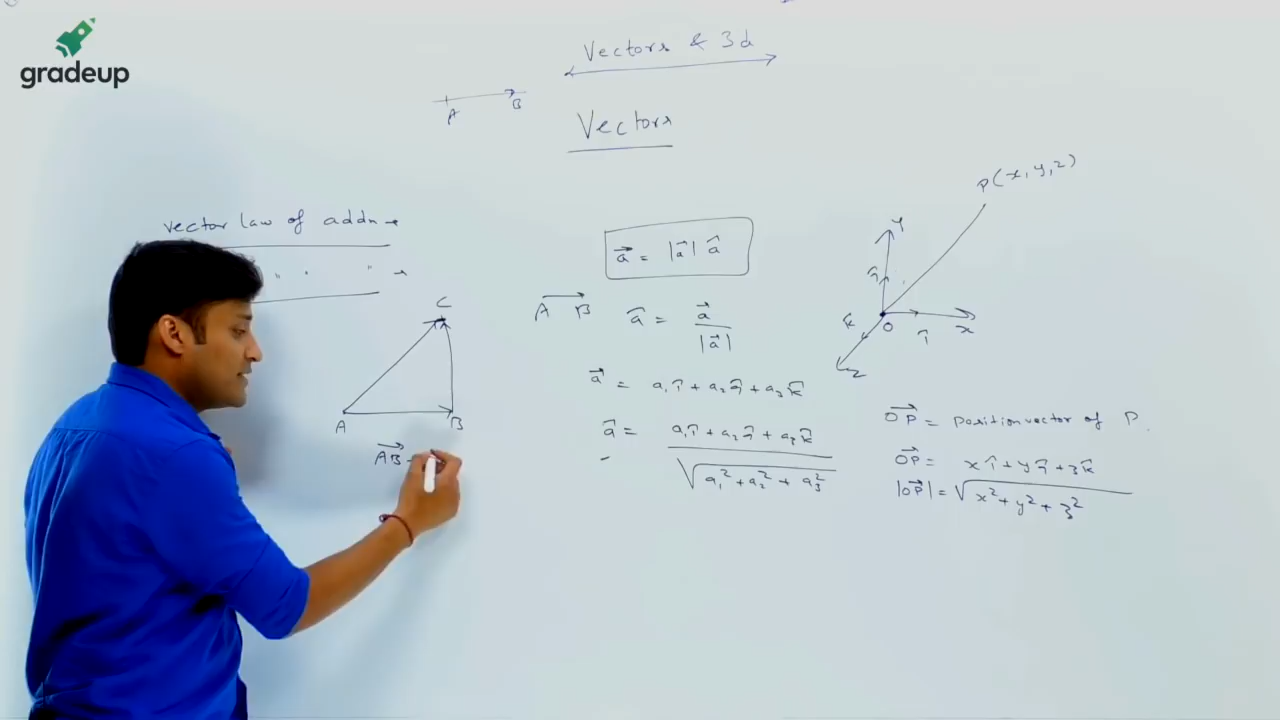 gradeup
Vectors & 3d
A B
Vectors
P(x, y, z)
vector law of addn →
" " →
a⃗ = |a⃗| â
Y
ĵ
k̂ O î x
z
C
A⃗B
â = a⃗ / |a⃗|
a⃗ = a₁î + a₂ĵ + a₃k̂
A B
OP⃗ = Position vector of P.
â = a₁î + a₂ĵ + a₃k̂ / √(a₁² + a₂² + a₃²)
AB⃗
OP⃗ = xî + yĵ + zk̂
|OP⃗| = √(x² + y² + z²)